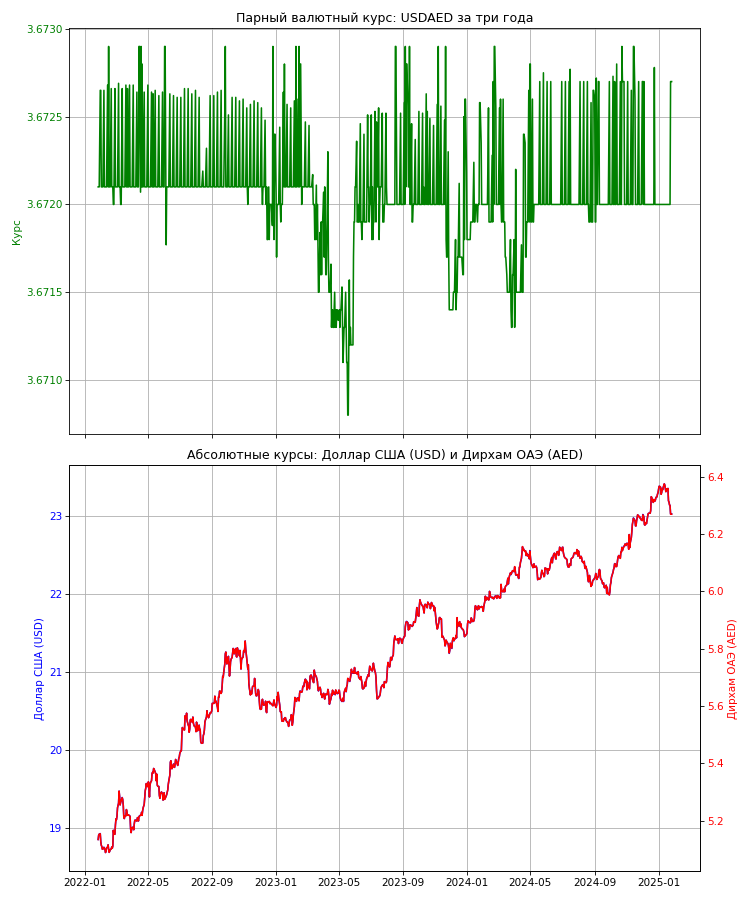 Парный валютный курс: USDAED за три года
3.6730
3.6725
3.6720
3.6715
3.6710
Курс
Абсолютные курсы: Доллар США (USD) и Дирхам ОАЭ (AED)
23
22
21
20
19
Доллар США (USD)
6.4
6.2
6.0
5.8
5.6
5.4
5.2
Дирхам ОАЭ (AED)
2022-01 2022-05 2022-09 2023-01 2023-05 2023-09 2024-01 2024-05 2024-09 2025-01